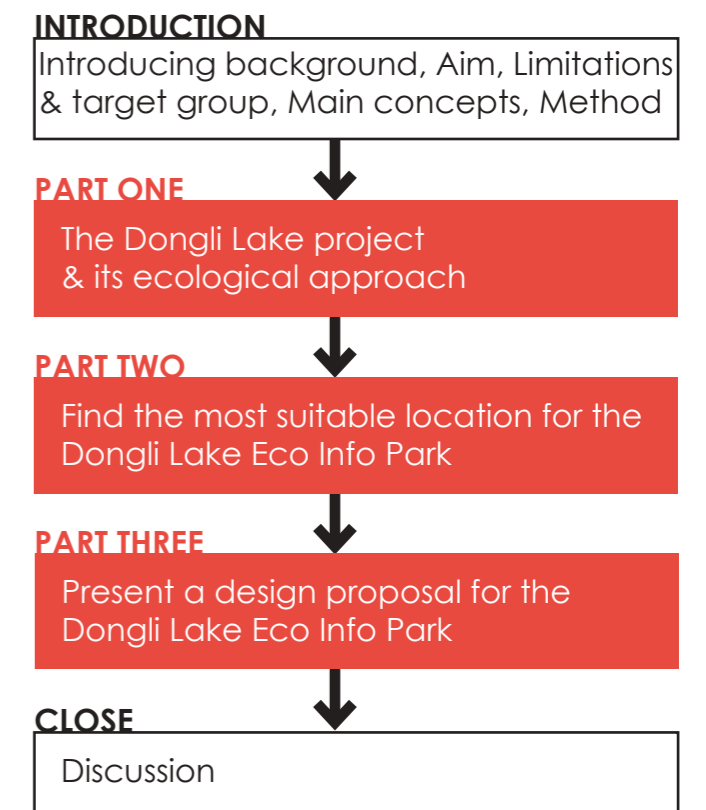 INTRODUCTION
Introducing background, Aim, Limitations
& target group, Main concepts, Method
PART ONE
The Dongli Lake project
& its ecological approach
PART TWO
Find the most suitable location for the
Dongli Lake Eco Info Park
PART THREE
Present a design proposal for the
Dongli Lake Eco Info Park
CLOSE
Discussion